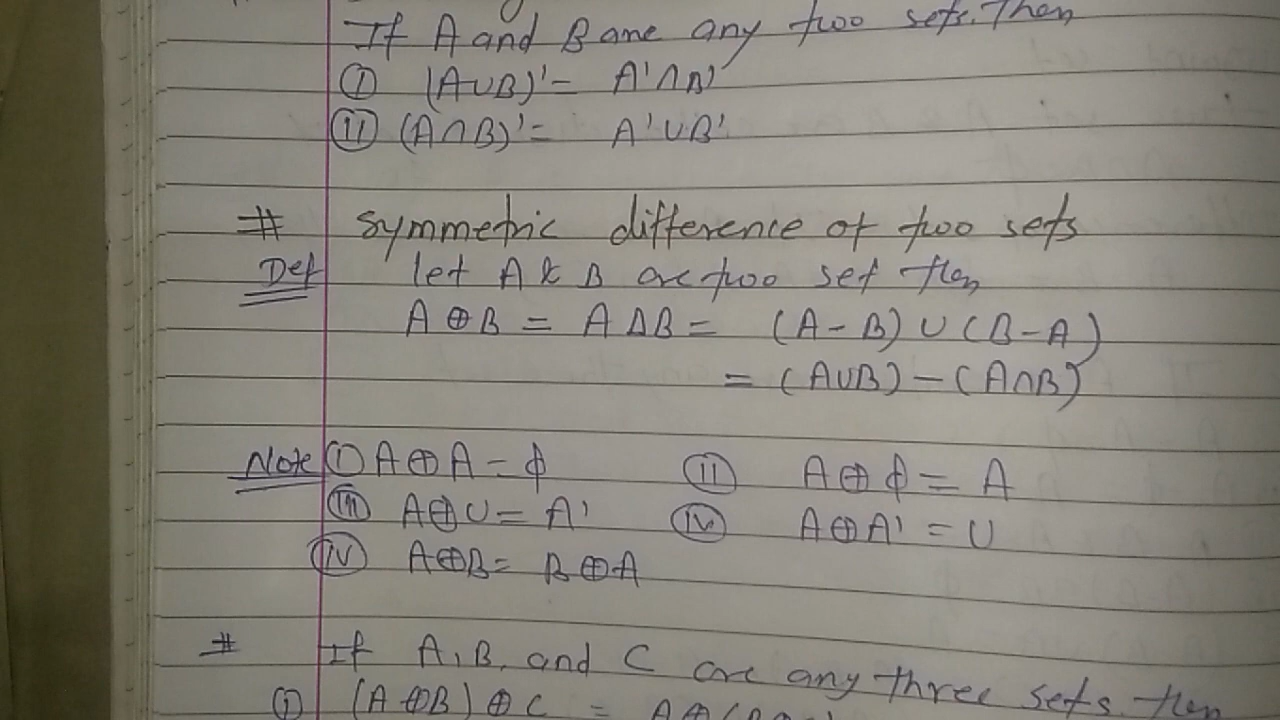 If A and B are any two sets. Then
(I) (A∪B)' = A'∩B'
(II) (A∩B)' = A'∪B'
# Symmetric difference of two sets
Def let A & B are two set then
A ⊕ B = A Δ B = (A - B) ∪ (B - A)
= (A∪B) - (A∩B)
Note (I) A ⊕ A = ϕ (II) A ⊕ ϕ = A
(III) A ⊕ U = A' (IV) A ⊕ A' = U
(IV) A ⊕ B = B ⊕ A
# If A, B, and C are any three sets. then
(I) (A ⊕ B) ⊕ C = A ⊕ (